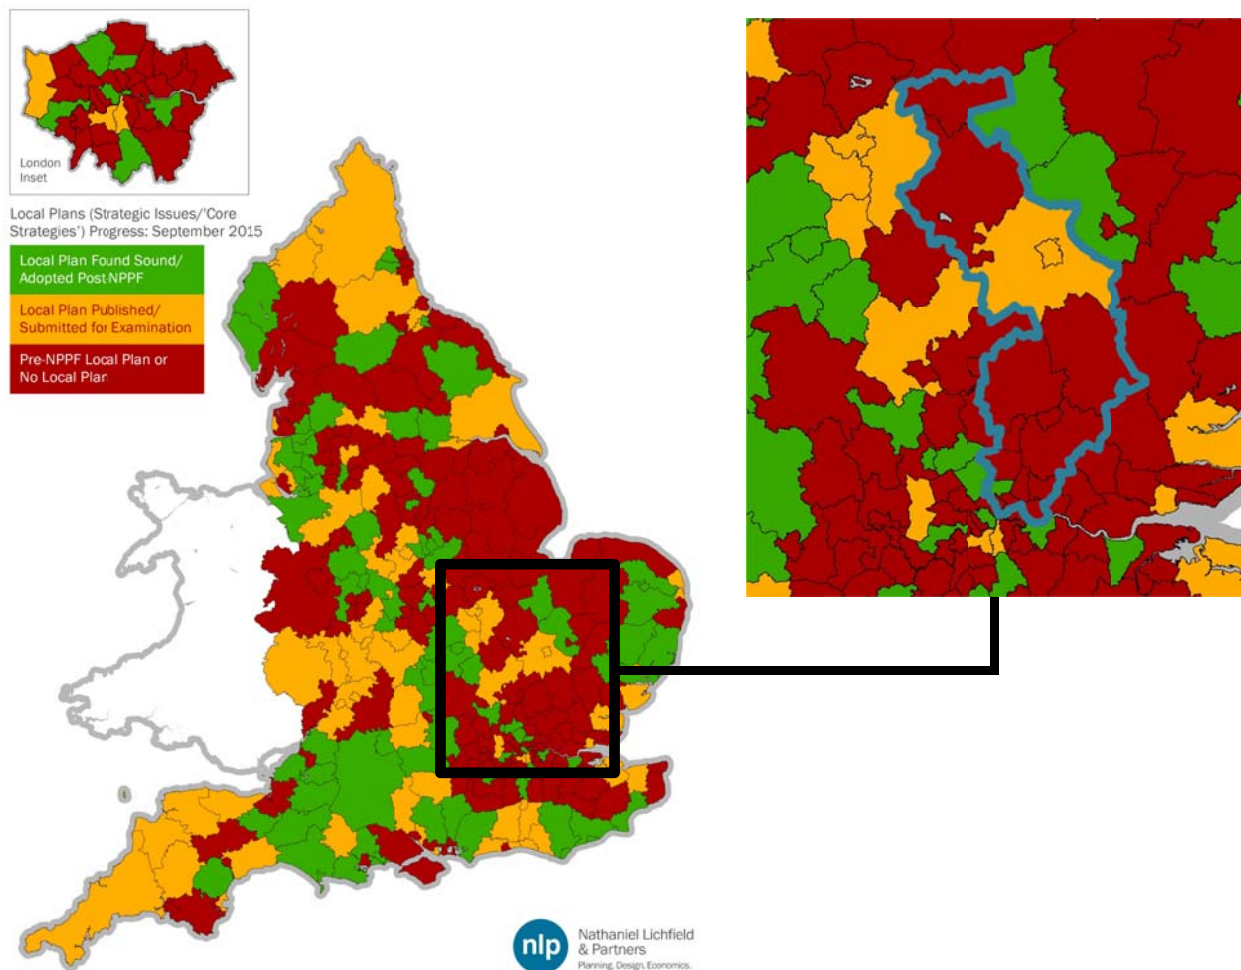 London
Inset
Local Plans (Strategic Issues/'Core
Strategies') Progress: September 2015
Local Plan Found Sound/
Adopted Post-NPPF
Local Plan Published/
Submitted for Examination
Pre-NPPF Local Plan or
No Local Plan
nlp
Nathaniel Lichfield
& Partners
Planning. Design. Economics.